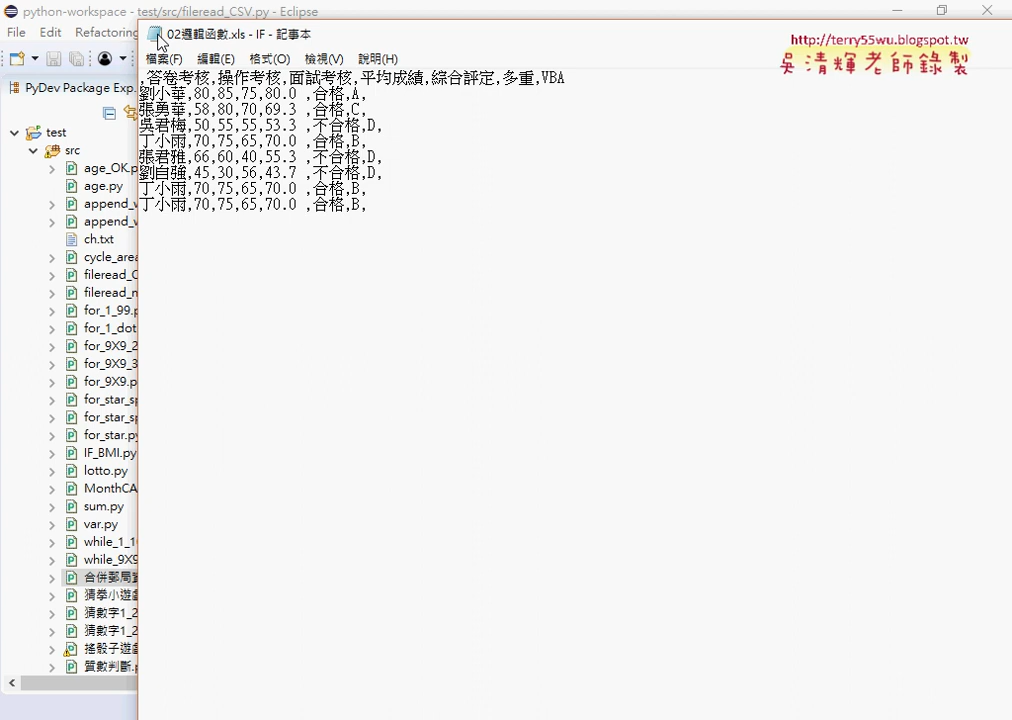 python-workspace - test/src/fileread_CSV.py - Eclipse
File Edit Refactoring
PyDev Package Exp.
test
src
age_OK.p
age.py
append_w
append_w
ch.txt
cycle_area
fileread_C
fileread_n
for_1_99.p
for_1_dot
for_9X9_2
for_9X9_3
for_9X9.p
for_star_sp
for_star_sp
for_star.py
IF_BMI.py
lotto.py
MonthCA
sum.py
var.py
while_1_1
while_9X9
合併郵局
猜拳小遊戲
猜數字1_2
猜數字1_2
搖骰子遊戲
質數判斷.
02邏輯函數.xls - IF - 記事本
檔案(F) 編輯(E) 格式(O) 檢視(V) 說明(H)
,答卷考核,操作考核,面試考核,平均成績,綜合評定,多重,VBA
劉小華,80,85,75,80.0 ,合格,A,
張勇華,58,80,70,69.3 ,合格,C,
吳君梅,50,55,55,53.3 ,不合格,D,
丁小雨,70,75,65,70.0 ,合格,B,
張君雅,66,60,40,55.3 ,不合格,D,
劉自強,45,30,56,43.7 ,不合格,D,
丁小雨,70,75,65,70.0 ,合格,B,
丁小雨,70,75,65,70.0 ,合格,B,
http://terry55wu.blogspot.tw
吳清輝老師錄製